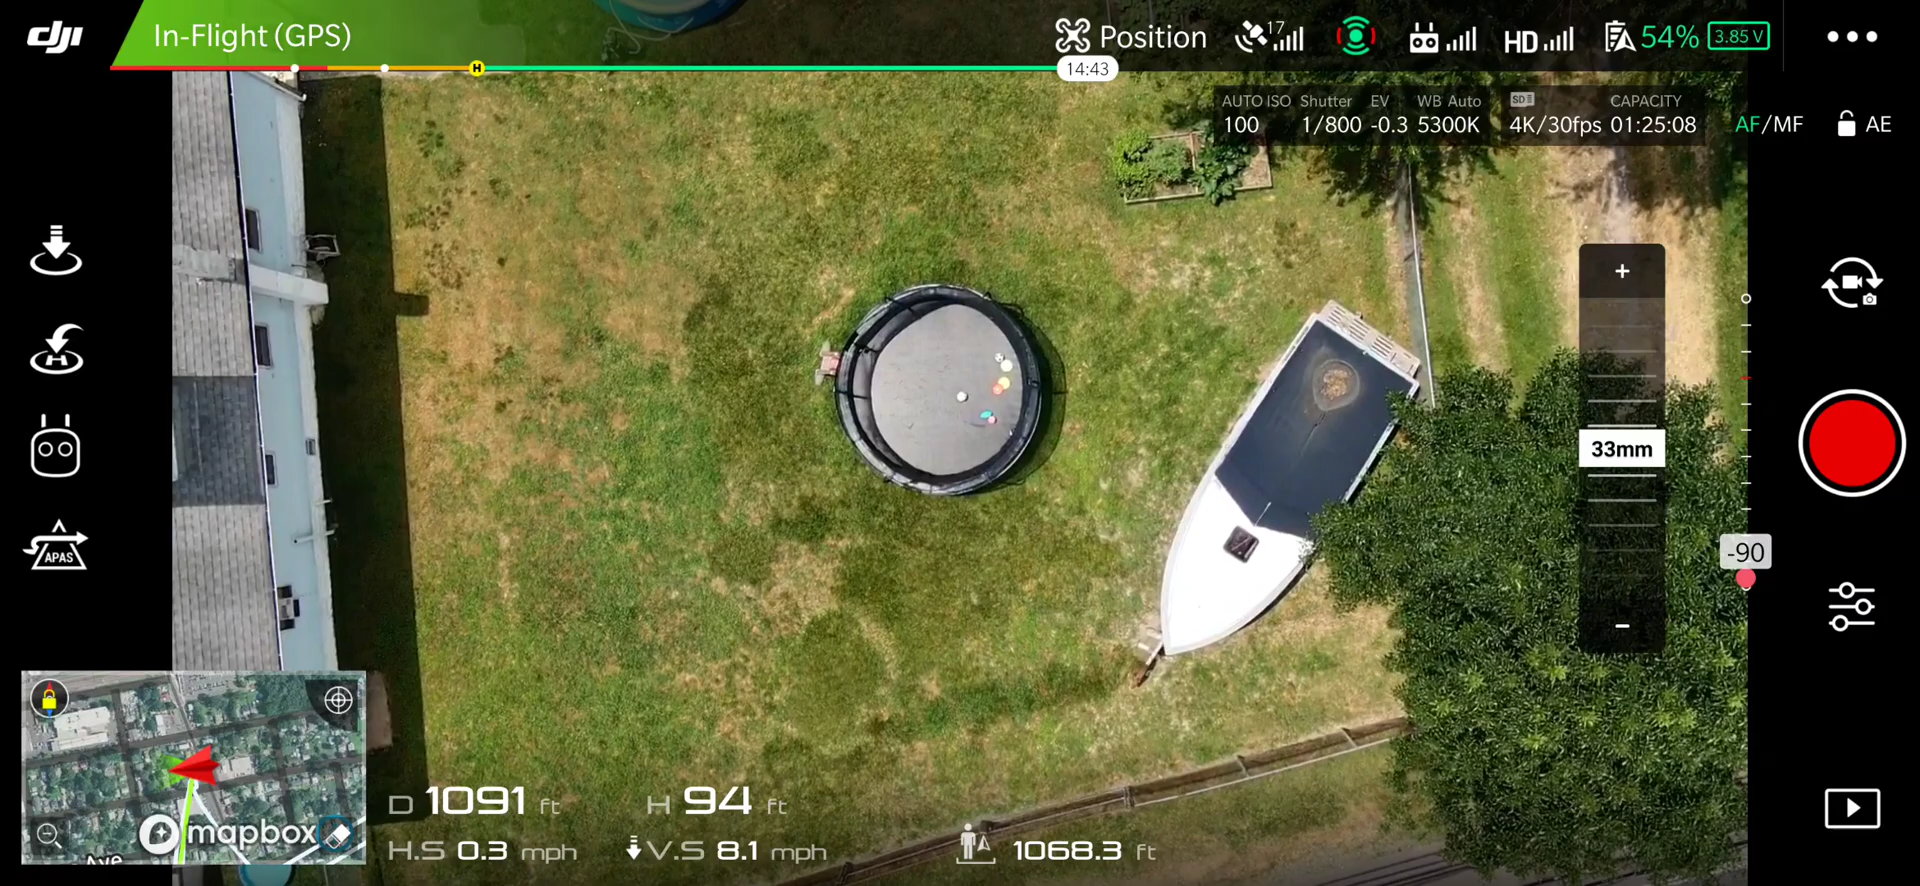 dji
In-Flight (GPS)
Position
17
HD
54%
3.85 V
H
14:43
AUTO ISO
100
Shutter
1/800
EV
-0.3
WB Auto
5300K
SD
4K/30fps
CAPACITY
01:25:08
AF/MF
AE
H
APAS
+
33mm
−
-90
mapbox
Ave
D 1091 ft
H 94 ft
H.S 0.3 mph
V.S 8.1 mph
1068.3 ft